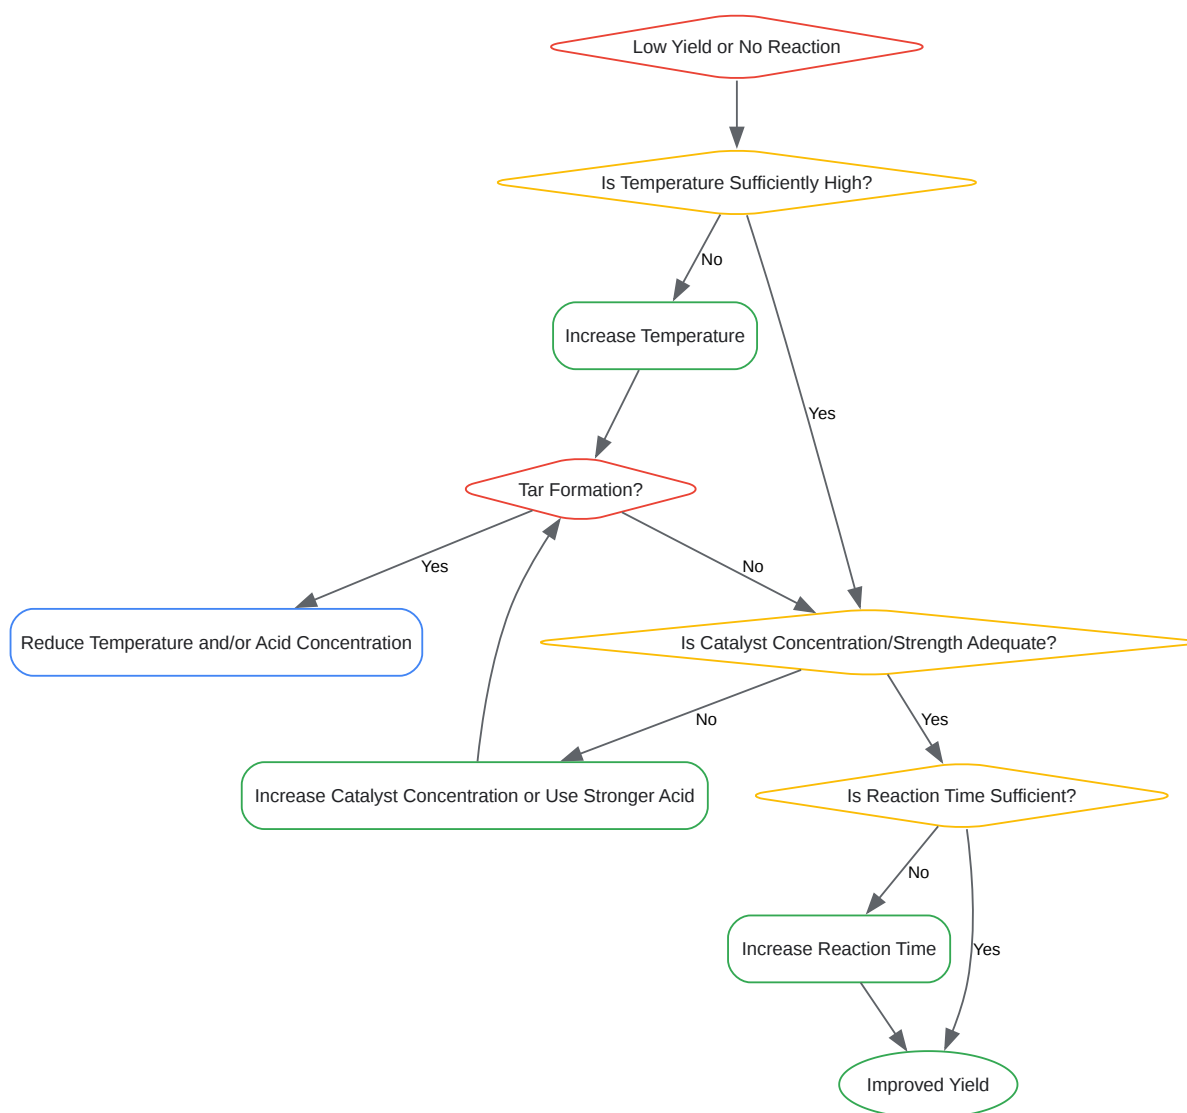 Low Yield or No Reaction
Is Temperature Sufficiently High?
No
Increase Temperature
Yes
Tar Formation?
Yes
No
Reduce Temperature and/or Acid Concentration
Is Catalyst Concentration/Strength Adequate?
No
Yes
Increase Catalyst Concentration or Use Stronger Acid
Is Reaction Time Sufficient?
No
Increase Reaction Time
Yes
Improved Yield